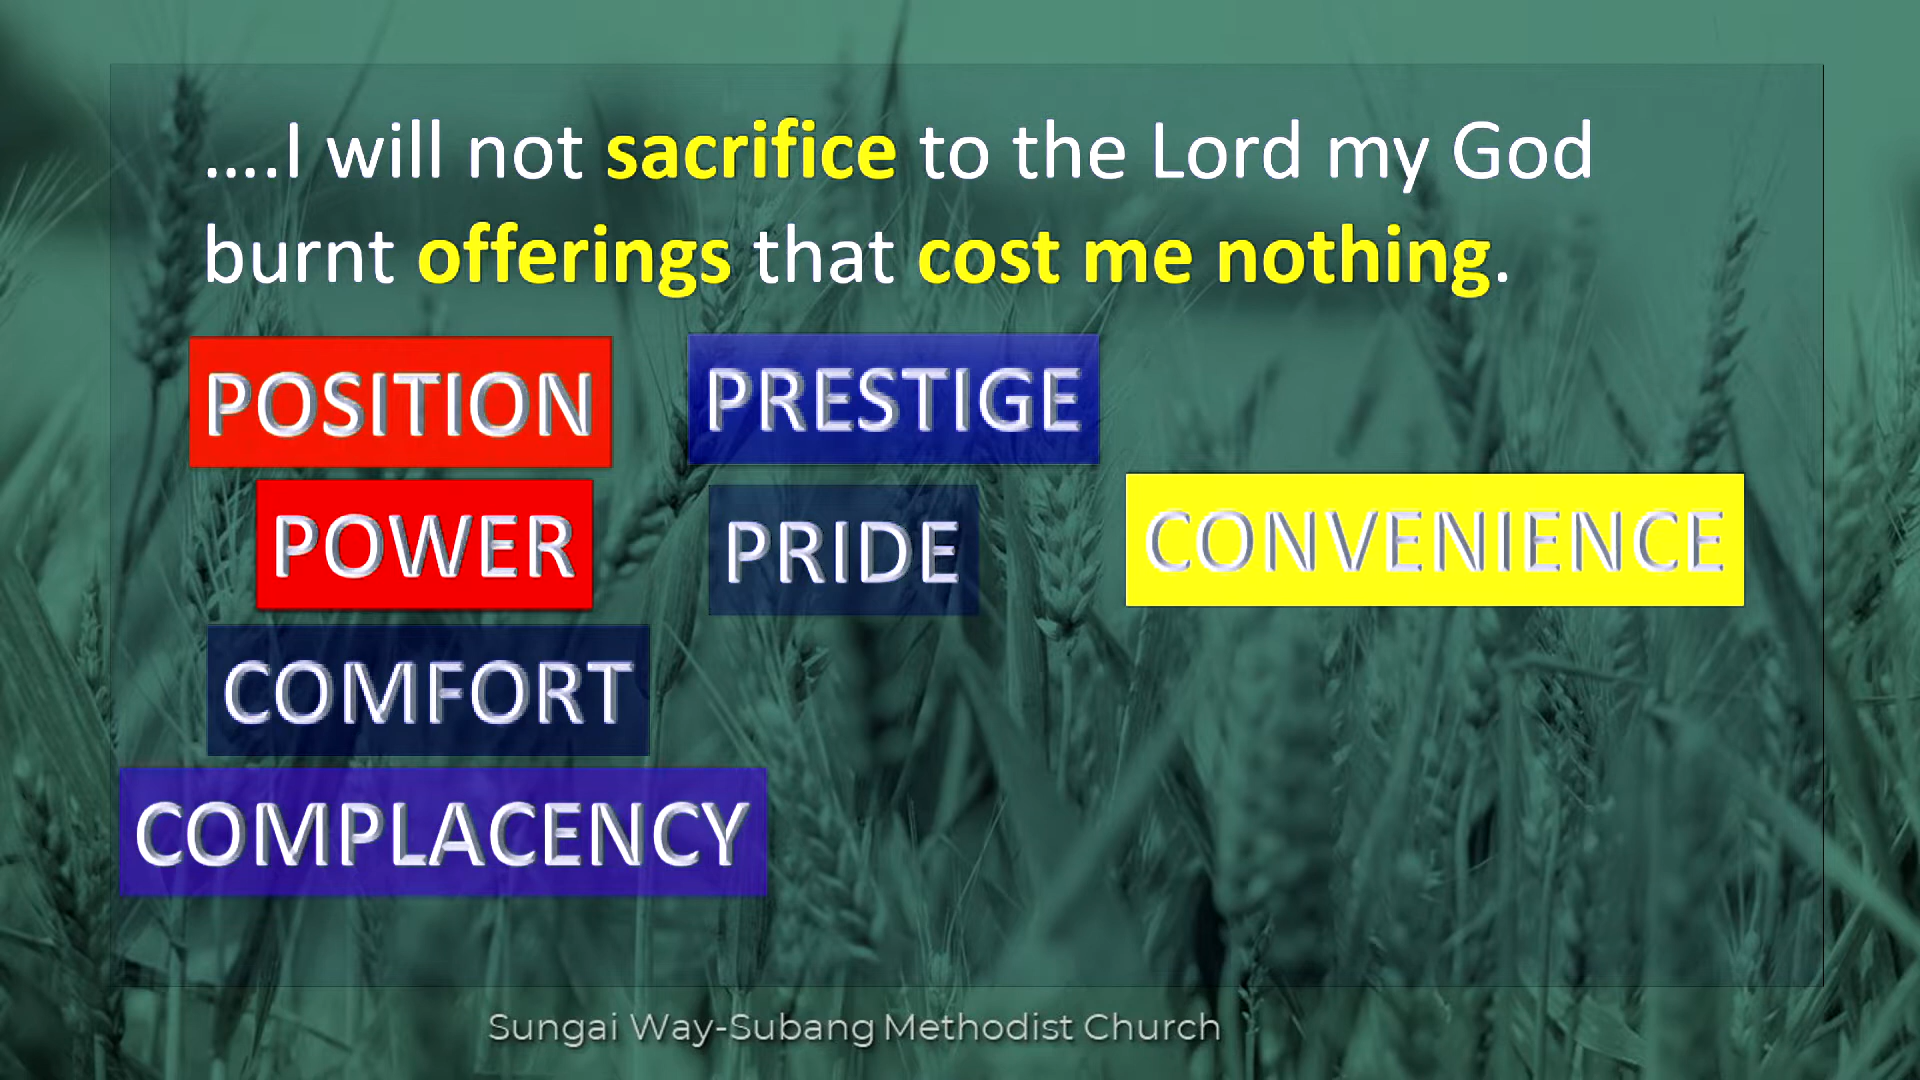 ....I will not sacrifice to the Lord my God
burnt offerings that cost me nothing.
POSITION
PRESTIGE
POWER
PRIDE
CONVENIENCE
COMFORT
COMPLACENCY
Sungai Way-Subang Methodist Church